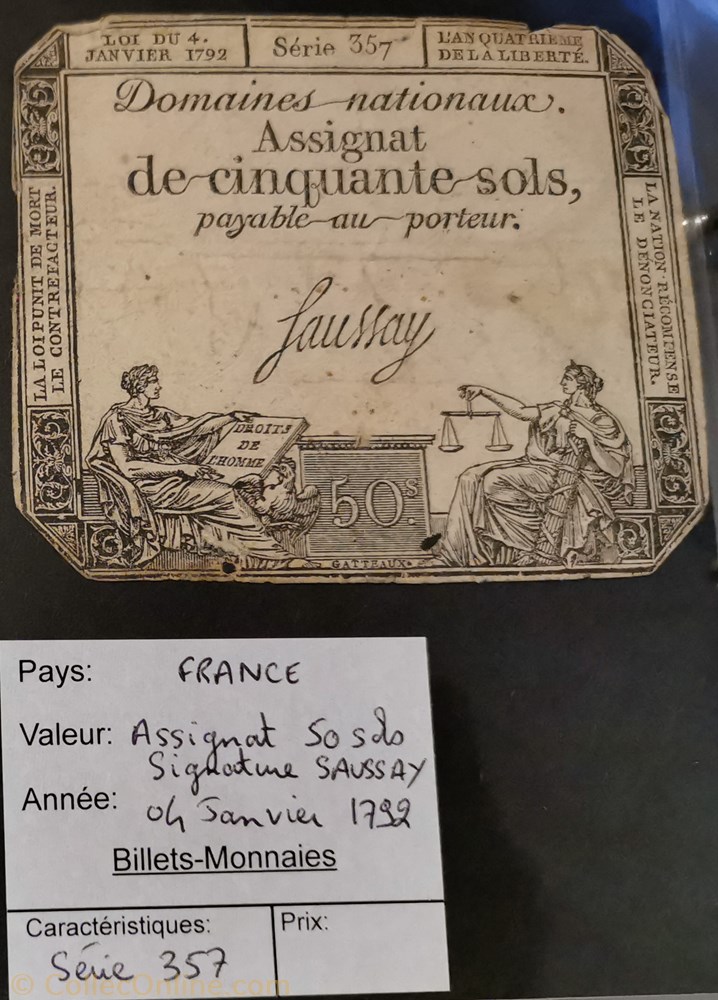 LOI DU 4.
JANVIER 1792
Série 357
L'AN QUATRIEME
DE LA LIBERTÉ.
Domaines nationaux.
Assignat
de cinquante sols,
payable au porteur.
LA LOI PUNIT DE MORT
LE CONTREFACTEUR.
LA NATION RÉCOMPENSE
LE DÉNONCIATEUR.
Saussay
DROITS
DE
L'HOMME
50s.
GATTEAUX
Pays: FRANCE
Valeur: Assignat 50 sols
Signature SAUSSAY
Année: 04 Janvier 1792
Billets-Monnaies
Caractéristiques:
Série 357
Prix:
© CollecOnline.com